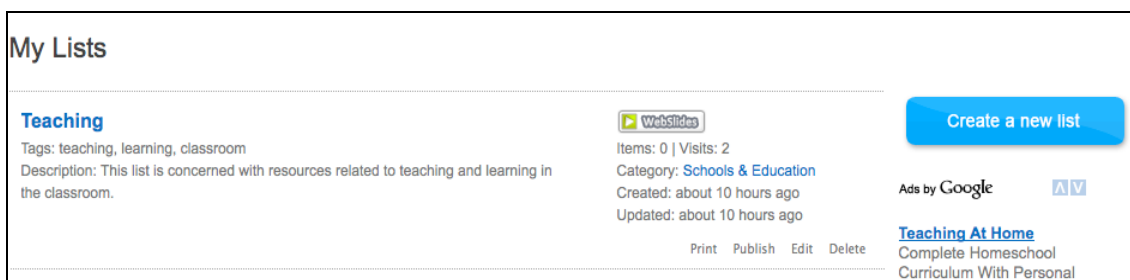 My Lists
Teaching
Tags: teaching, learning, classroom
Description: This list is concerned with resources related to teaching and learning in
the classroom.
WebSlides
Items: 0 | Visits: 2
Category: Schools & Education
Created: about 10 hours ago
Updated: about 10 hours ago
Print Publish Edit Delete
Create a new list
Ads by Google
Teaching At Home
Complete Homeschool
Curriculum With Personal